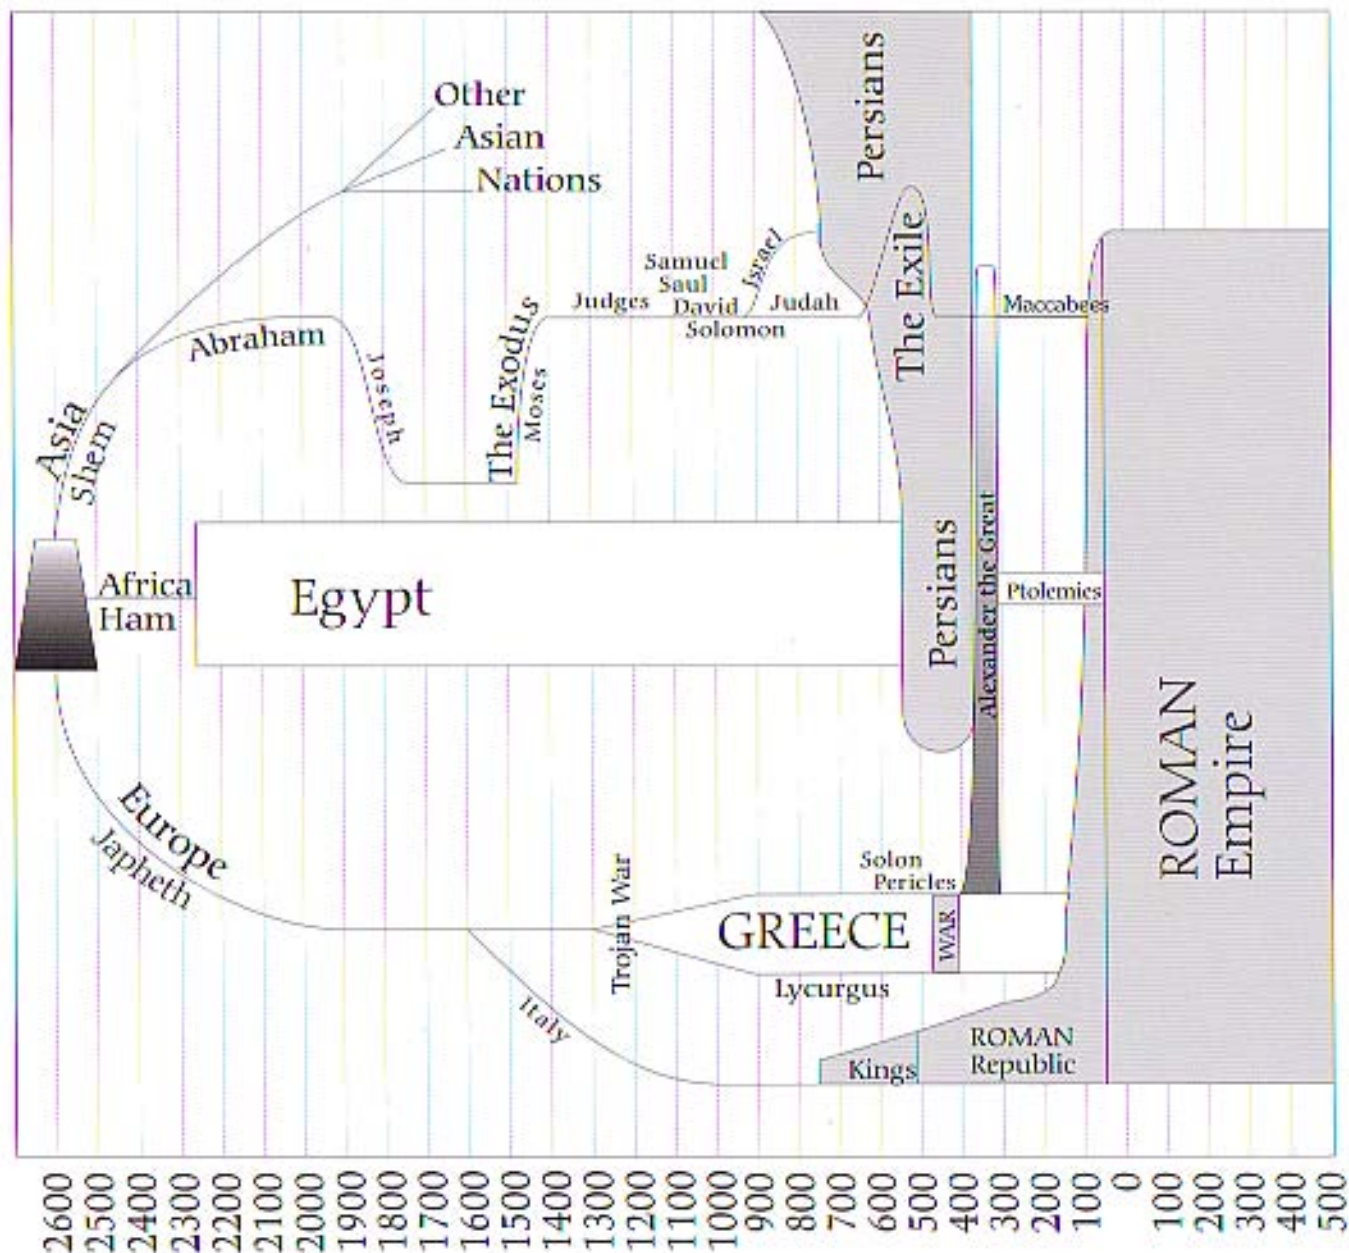 Other
Asian
Nations
Persians
Samuel
Saul
David
Solomon
Judges
Israel
Judah
The Exile
Maccabees
Abraham
Joseph
The Exodus
Moses
Asia
Shem
Africa
Ham
Egypt
Persians
Alexander the Great
Ptolemies
ROMAN
Empire
Europe
Japheth
Trojan War
Solon
Pericles
GREECE
WAR
Lycurgus
Italy
Kings
ROMAN
Republic
2600
2500
2400
2300
2200
2100
2000
1900
1800
1700
1600
1500
1400
1300
1200
1100
1000
900
800
700
600
500
400
300
200
100
0
100
200
300
400
500